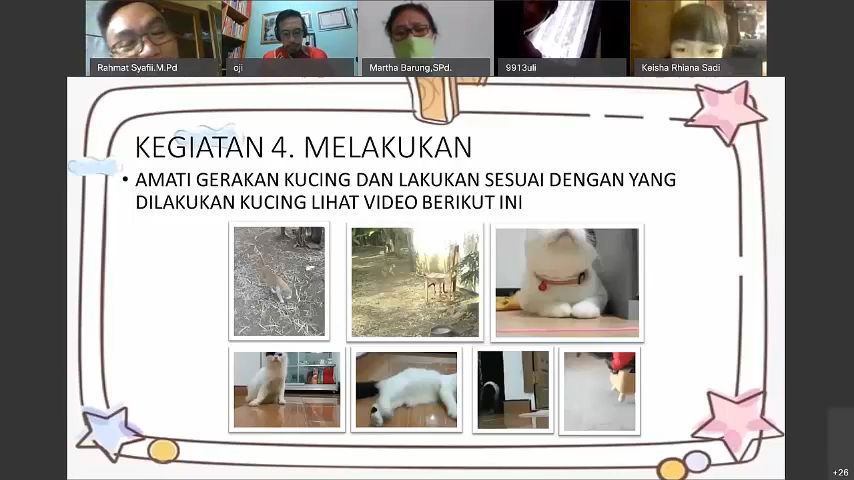 Rahmat Syafii.M.Pd
oji
Martha Barung,SPd.
9913uli
Keisha Rhiana Sadi
KEGIATAN 4. MELAKUKAN
• AMATI GERAKAN KUCING DAN LAKUKAN SESUAI DENGAN YANG
DILAKUKAN KUCING LIHAT VIDEO BERIKUT INI
+26